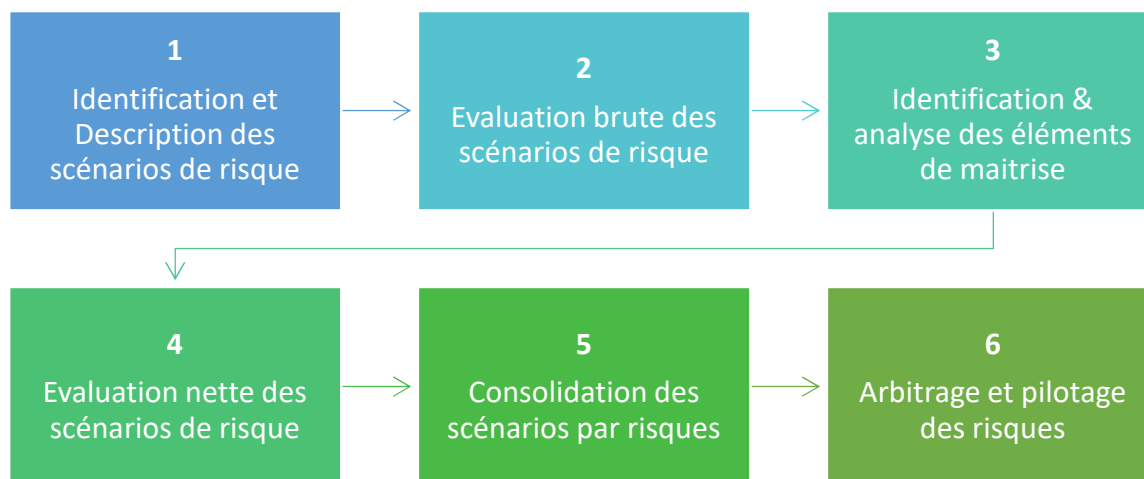 1
Identification et
Description des
scénarios de risque
2
Evaluation brute des
scénarios de risque
3
Identification &
analyse des éléments
de maitrise
4
Evaluation nette des
scénarios de risque
5
Consolidation des
scénarios par risques
6
Arbitrage et pilotage
des risques